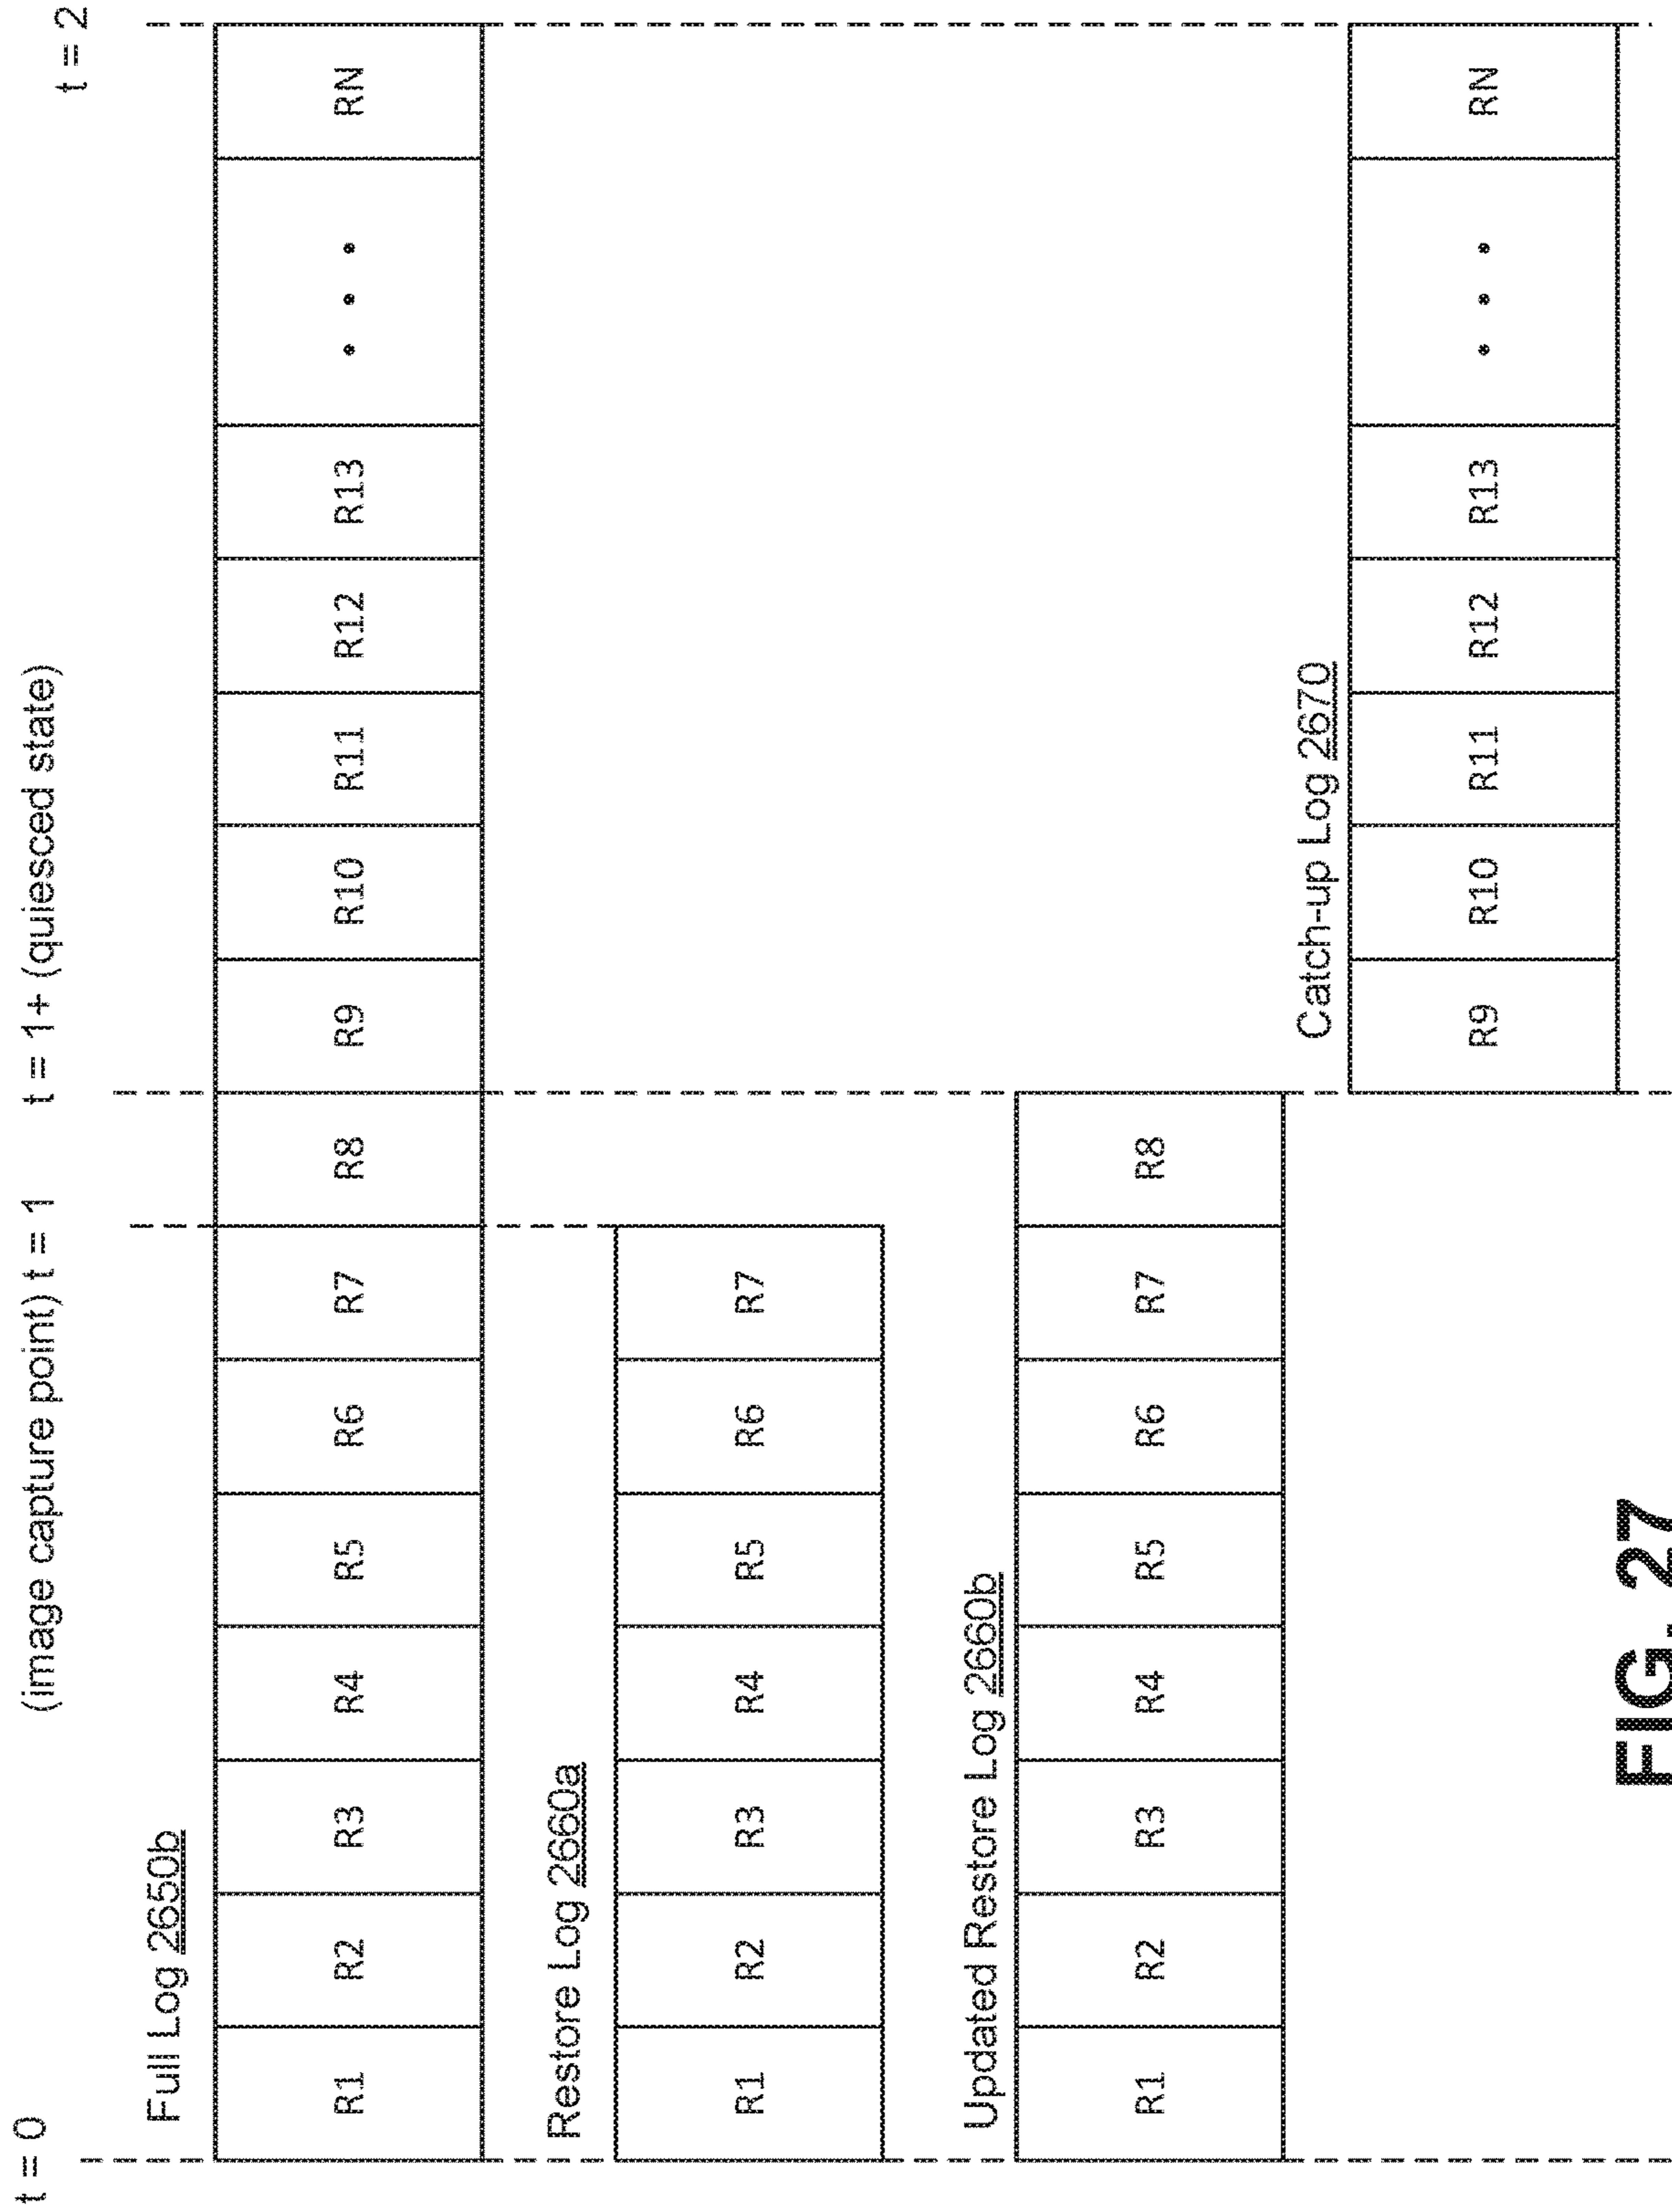 t = 0 (image capture point) t = 1 t = 1+ (quiesced state) t = 2
Full Log 2650b
R1 R2 R3 R4 R5 R6 R7 R8 R9 R10 R11 R12 R13 • • • RN
Restore Log 2660a
R1 R2 R3 R4 R5 R6 R7
Updated Restore Log 2660b
R1 R2 R3 R4 R5 R6 R7 R8
Catch-up Log 2670
R9 R10 R11 R12 R13 • • • RN
FIG. 27